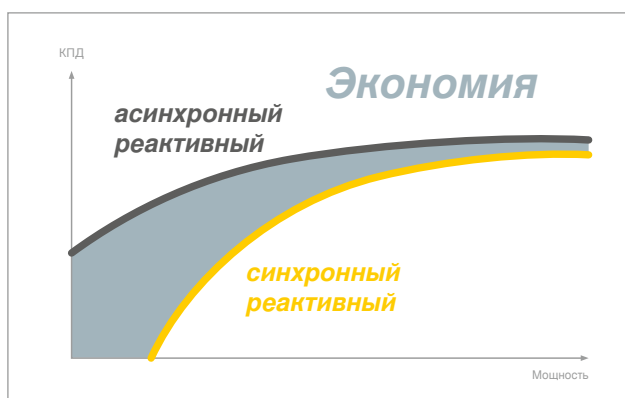 КПД
Экономия
асинхронный
реактивный
синхронный
реактивный
Мощность